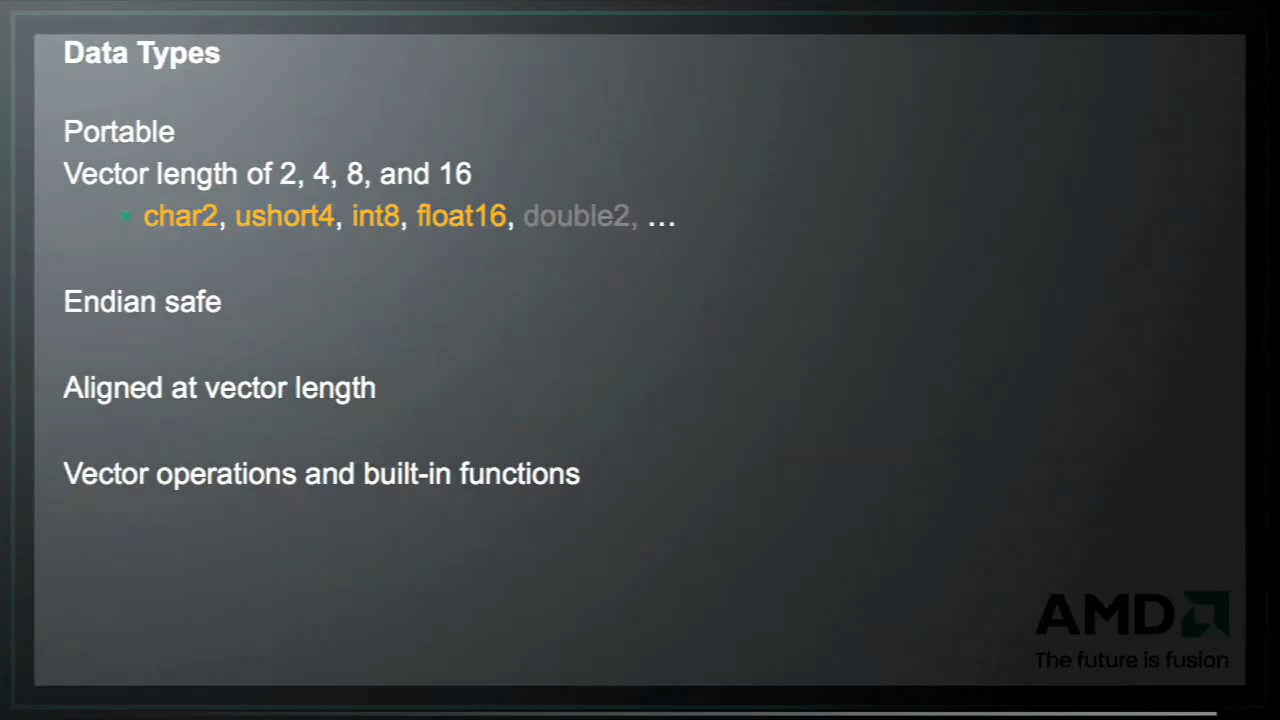 Data Types
Portable
Vector length of 2, 4, 8, and 16
char2, ushort4, int8, float16, double2, …
Endian safe
Aligned at vector length
Vector operations and built-in functions
AMD
The future is fusion